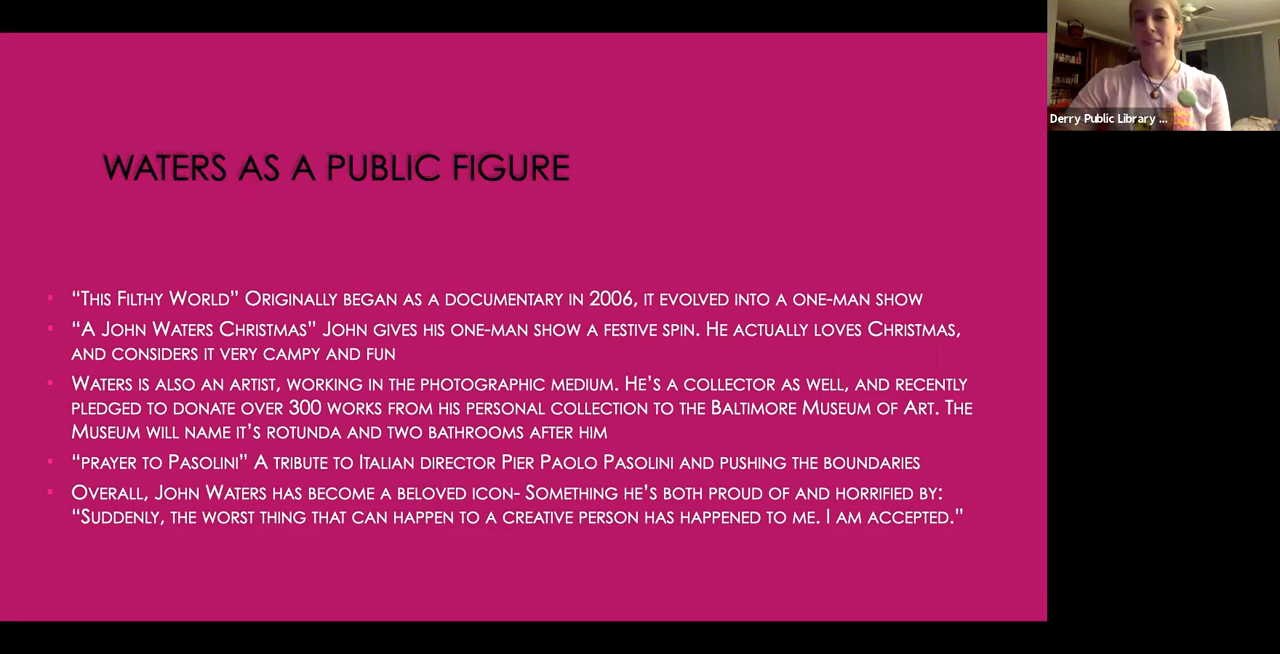 WATERS AS A PUBLIC FIGURE
• “THIS FILTHY WORLD” ORIGINALLY BEGAN AS A DOCUMENTARY IN 2006, IT EVOLVED INTO A ONE-MAN SHOW
• “A JOHN WATERS CHRISTMAS” JOHN GIVES HIS ONE-MAN SHOW A FESTIVE SPIN. HE ACTUALLY LOVES CHRISTMAS,
AND CONSIDERS IT VERY CAMPY AND FUN
• WATERS IS ALSO AN ARTIST, WORKING IN THE PHOTOGRAPHIC MEDIUM. HE’S A COLLECTOR AS WELL, AND RECENTLY
PLEDGED TO DONATE OVER 300 WORKS FROM HIS PERSONAL COLLECTION TO THE BALTIMORE MUSEUM OF ART. THE
MUSEUM WILL NAME IT’S ROTUNDA AND TWO BATHROOMS AFTER HIM
• “PRAYER TO PASOLINI” A TRIBUTE TO ITALIAN DIRECTOR PIER PAOLO PASOLINI AND PUSHING THE BOUNDARIES
• OVERALL, JOHN WATERS HAS BECOME A BELOVED ICON- SOMETHING HE’S BOTH PROUD OF AND HORRIFIED BY:
“SUDDENLY, THE WORST THING THAT CAN HAPPEN TO A CREATIVE PERSON HAS HAPPENED TO ME. I AM ACCEPTED.”
Derry Public Library ...